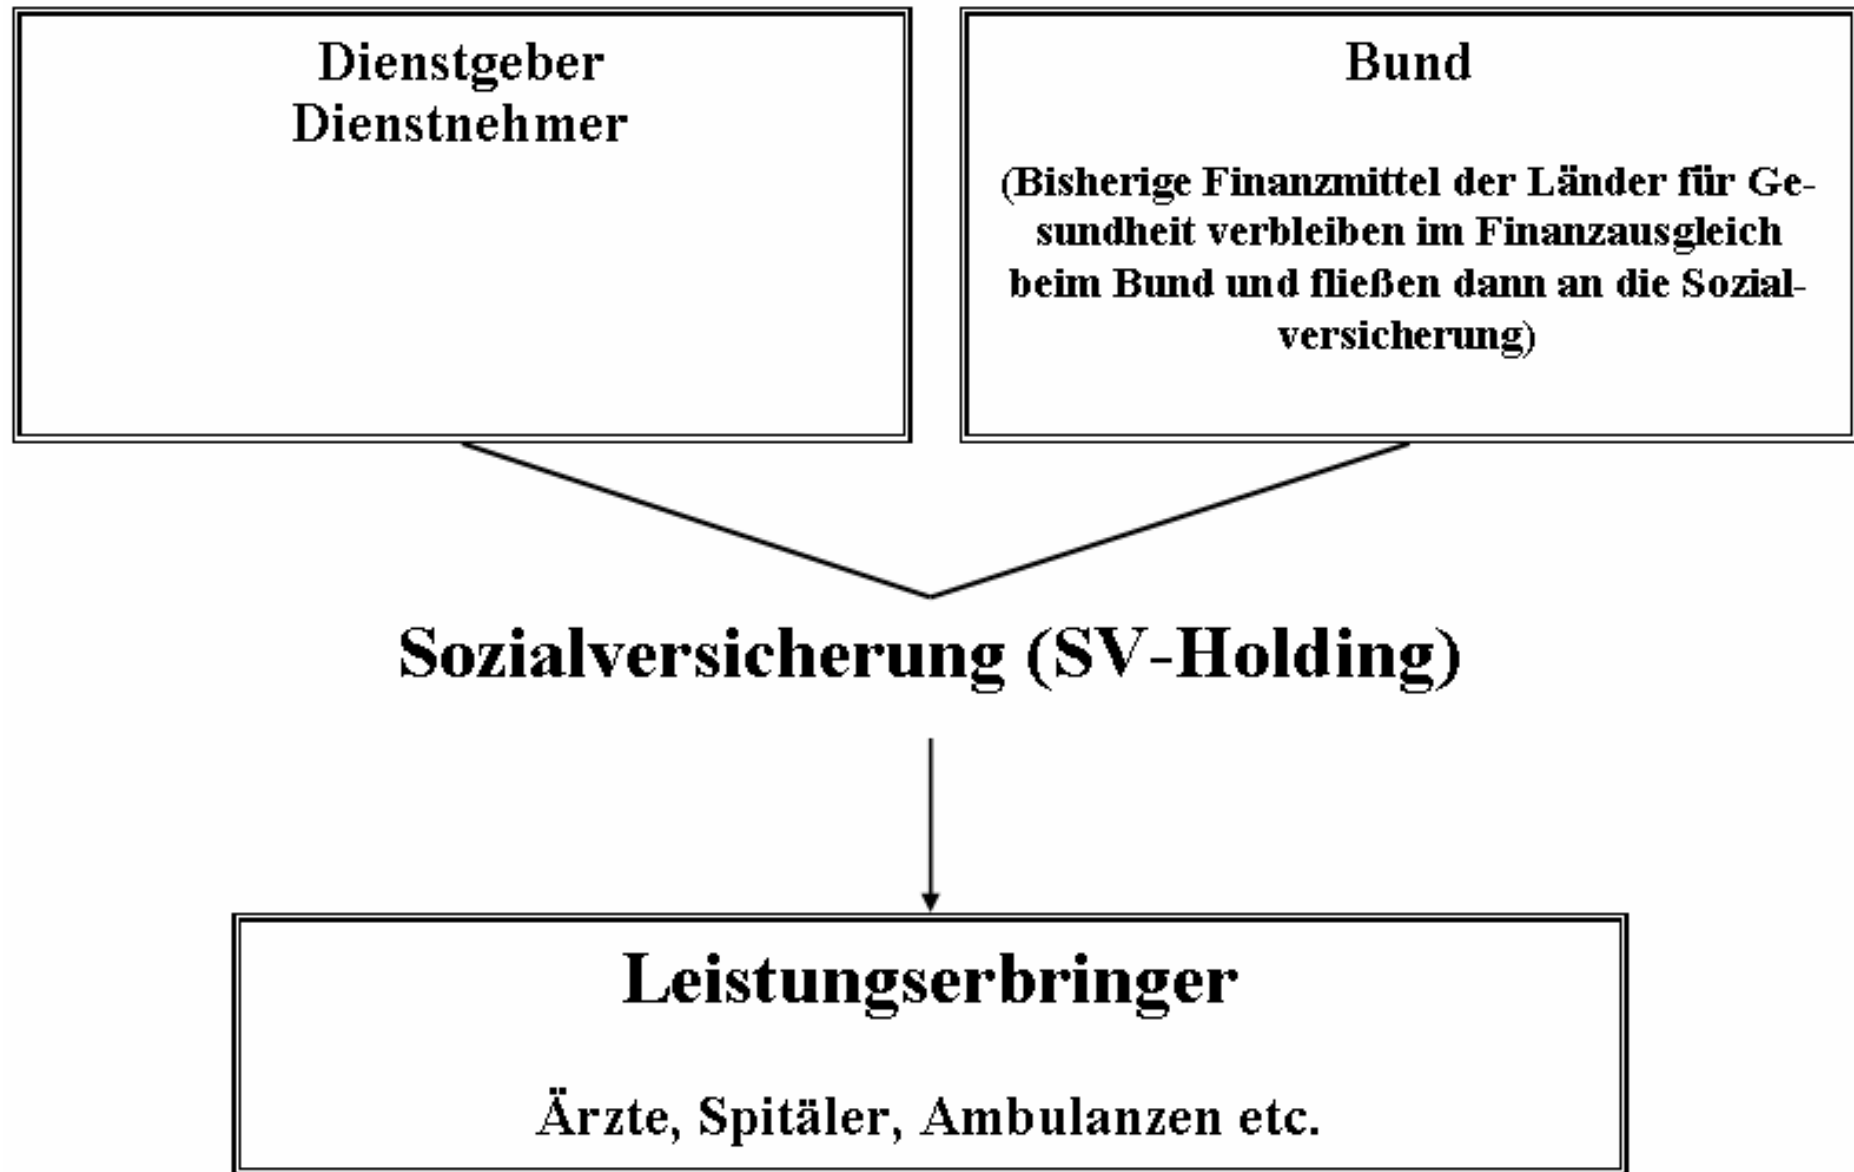 Dienstgeber
Dienstnehmer
Bund
(Bisherige Finanzmittel der Länder für Ge-
sundheit verbleiben im Finanzausgleich
beim Bund und fließen dann an die Sozial-
versicherung)
Sozialversicherung (SV-Holding)
Leistungserbringer
Ärzte, Spitäler, Ambulanzen etc.